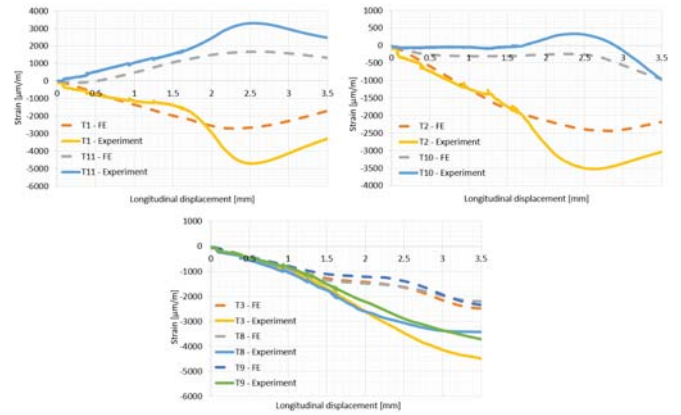 4000
3000
2000
1000
0
-1000
-2000
-3000
-4000
-5000
-6000
Strain [µm/m]
0 0.5 1 1.5 2 2.5 3 3.5
T1 - FE
T1 - Experiment
T11 - FE
T11 - Experiment
Longitudinal displacement [mm]
1000
500
0
-500
-1000
-1500
-2000
-2500
-3000
-3500
-4000
Strain [µm/m]
0 0.5 1 1.5 2 2.5 3 3.5
T2 - FE
T2 - Experiment
T10 - FE
T10 - Experiment
Longitudinal displacement [mm]
1000
0
-1000
-2000
-3000
-4000
-5000
-6000
Strain [µm/m]
0 0.5 1 1.5 2 2.5 3 3.5
T3 - FE
T3 - Experiment
T8 - FE
T8 - Experiment
T9 - FE
T9 - Experiment
Longitudinal displacement [mm]